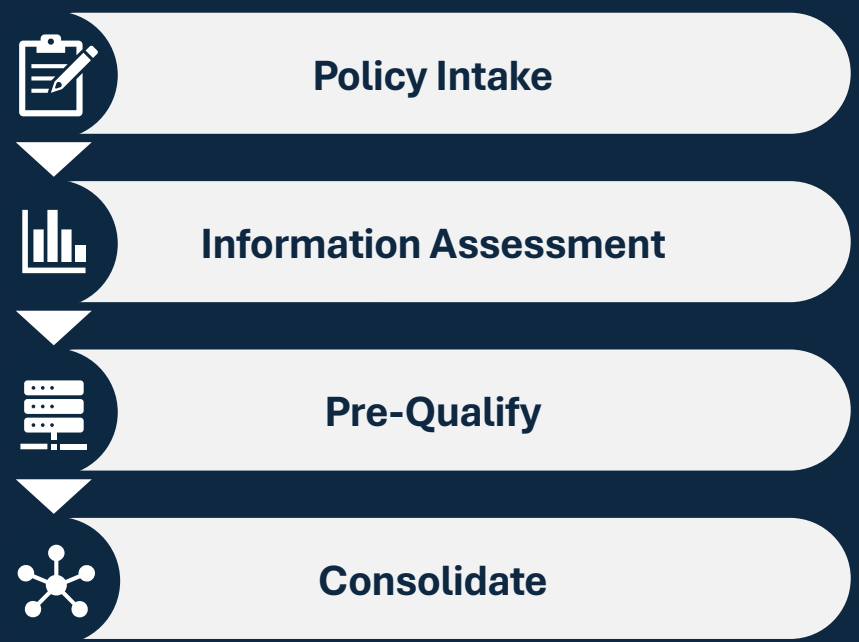 Policy Intake
Information Assessment
Pre-Qualify
Consolidate